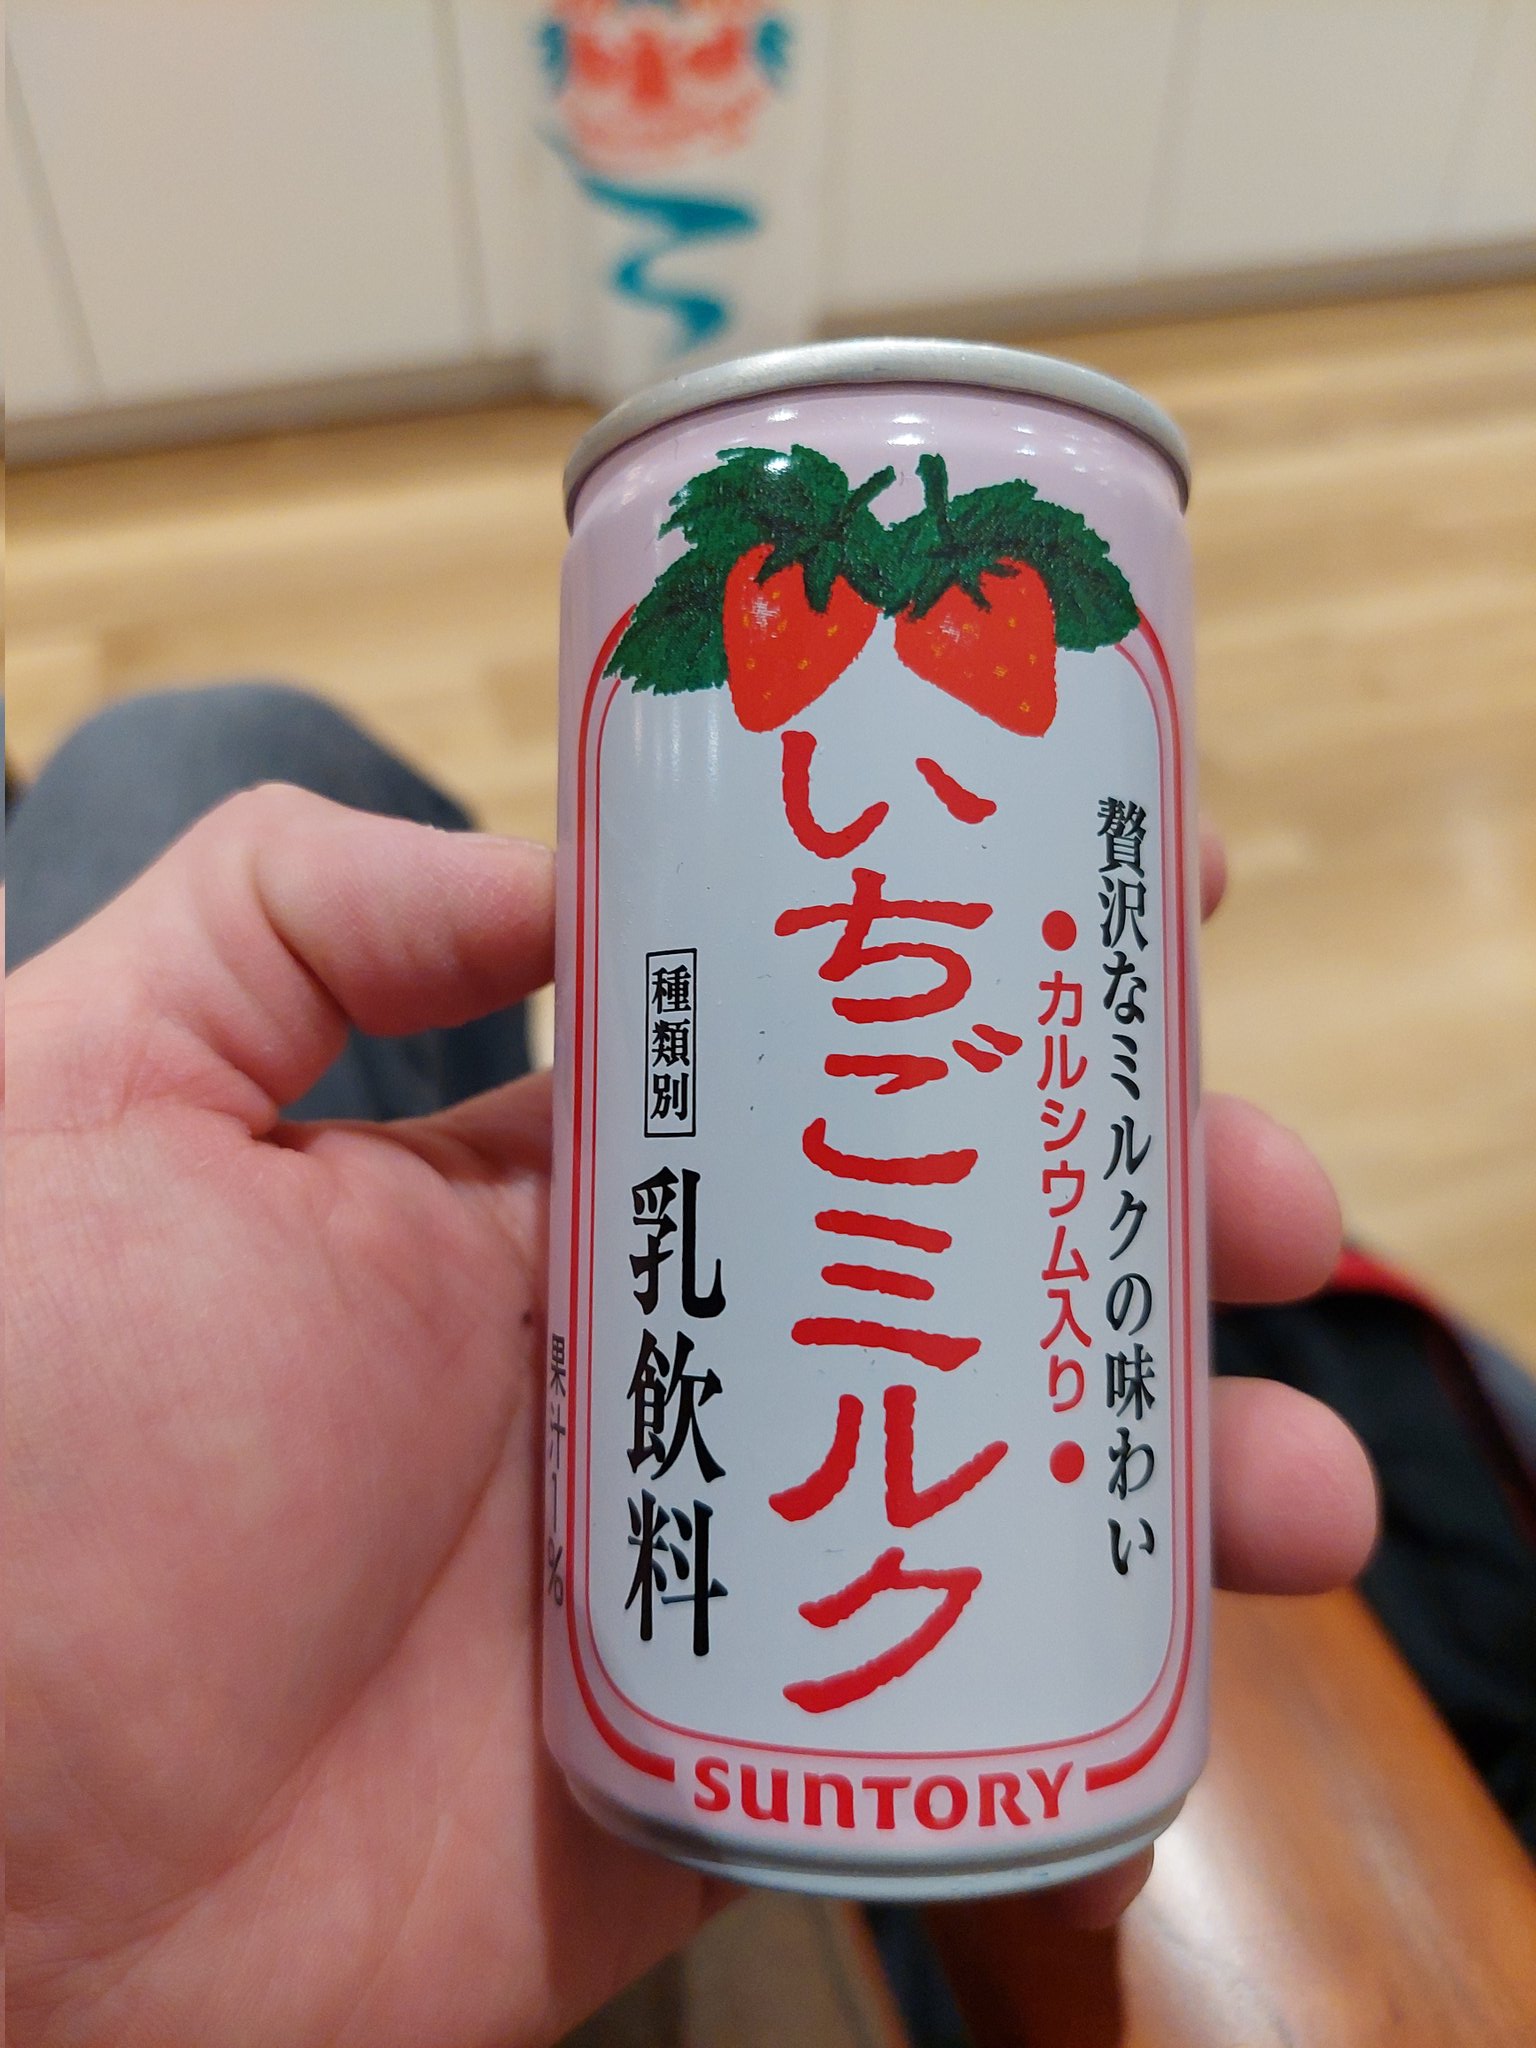 贅沢なミルクの味わい
●カルシウム入り●
いちごミルク
種類別 乳飲料
果汁1%
SUNTORY